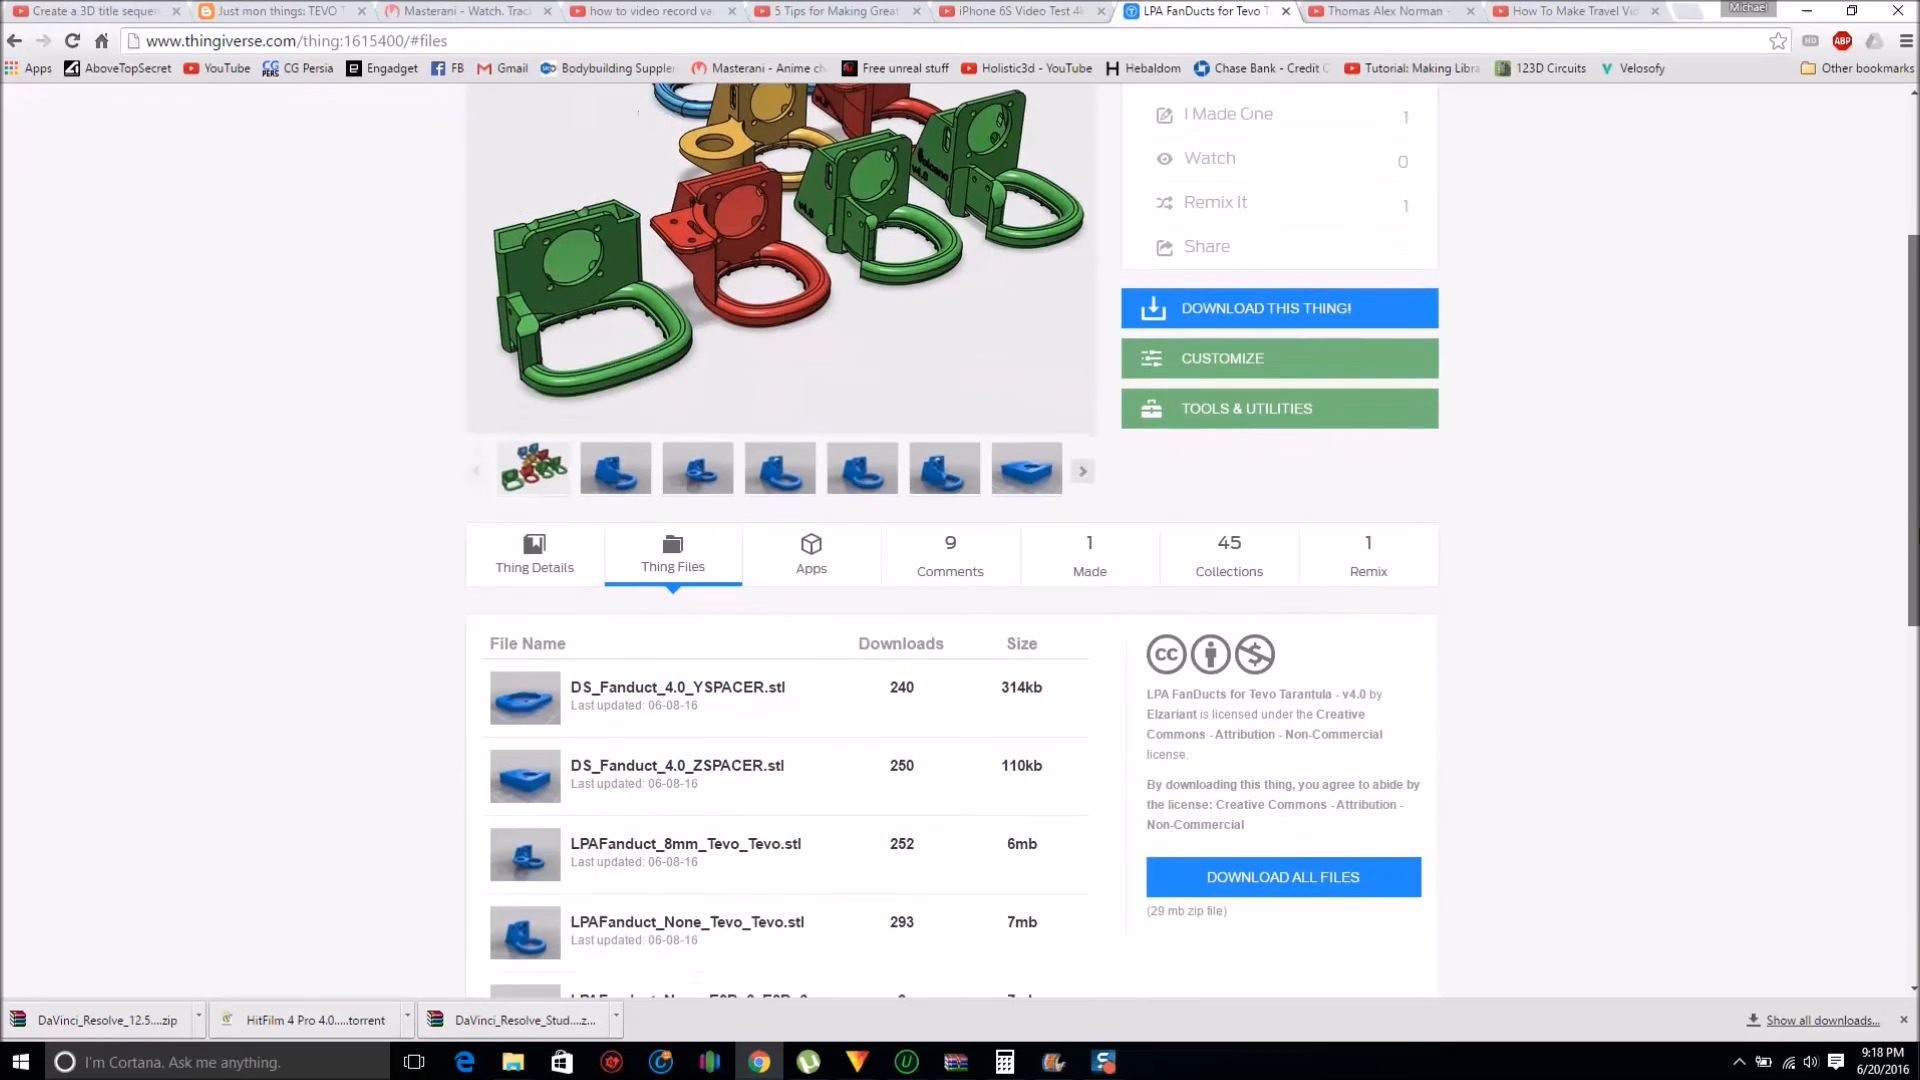 Create a 3D title sequen
Just mon things: TEVO T
Masterani - Watch. Trac
how to video record va
5 Tips for Making Great
iPhone 6S Video Test 4k
LPA FanDucts for Tevo T
Thomas Alex Norman -
How To Make Travel Vid
Michael
www.thingiverse.com/thing:1615400/#files
ABP
Apps
AboveTopSecret
YouTube
CG Persia
Engadget
FB
Gmail
Bodybuilding Supplem
Masterani - Anime ch
Free unreal stuff
Holistic3d - YouTube
Hebaldom
Chase Bank - Credit C
Tutorial: Making Libra
123D Circuits
Velosofy
Other bookmarks
I Made One 1
Watch 0
Remix It 1
Share
DOWNLOAD THIS THING!
CUSTOMIZE
TOOLS & UTILITIES
v4.0
Volcano
v4.0
Thing Details
Thing Files
Apps
9
Comments
1
Made
45
Collections
1
Remix
File Name Downloads Size
DS_Fanduct_4.0_YSPACER.stl 240 314kb
Last updated: 06-08-16
DS_Fanduct_4.0_ZSPACER.stl 250 110kb
Last updated: 06-08-16
LPAFanduct_8mm_Tevo_Tevo.stl 252 6mb
Last updated: 06-08-16
LPAFanduct_None_Tevo_Tevo.stl 293 7mb
Last updated: 06-08-16
cc
LPA FanDucts for Tevo Tarantula - v4.0 by
Elzariant is licensed under the Creative
Commons - Attribution - Non-Commercial
license.
By downloading this thing, you agree to abide by
the license: Creative Commons - Attribution -
Non-Commercial
DOWNLOAD ALL FILES
(29 mb zip file)
DaVinci_Resolve_12.5....zip
HitFilm 4 Pro 4.0.....torrent
DaVinci_Resolve_Stud....z...
Show all downloads...
I'm Cortana. Ask me anything.
9:18 PM
6/20/2016